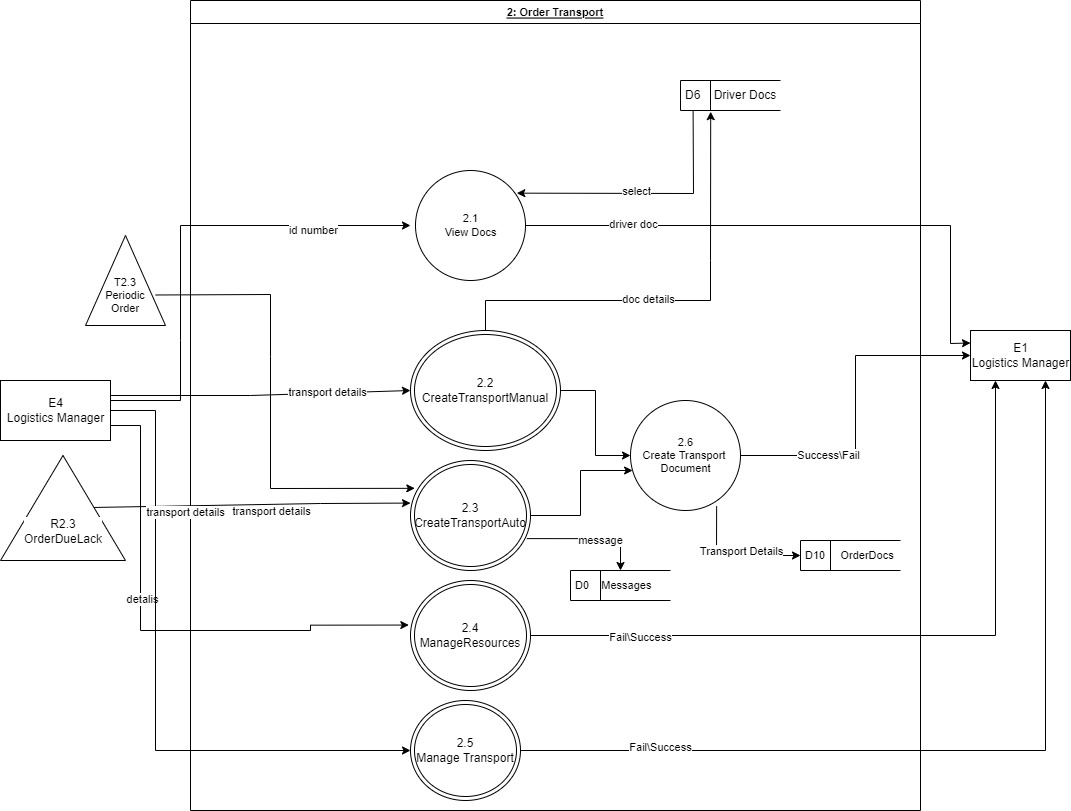 2: Order Transport
D6
Driver Docs
select
2.1
View Docs
driver doc
id number
T2.3
Periodic
Order
doc details
E1
Logistics Manager
E4
Logistics Manager
transport details
2.2
CreateTransportManual
2.6
Create Transport
Document
Success\Fail
R2.3
OrderDueLack
transport details
transport details
2.3
CreateTransportAuto
message
Transport Details
D10
OrderDocs
D0
Messages
detalis
2.4
ManageResources
Fail\Success
2.5
Manage Transport
Fail\Success